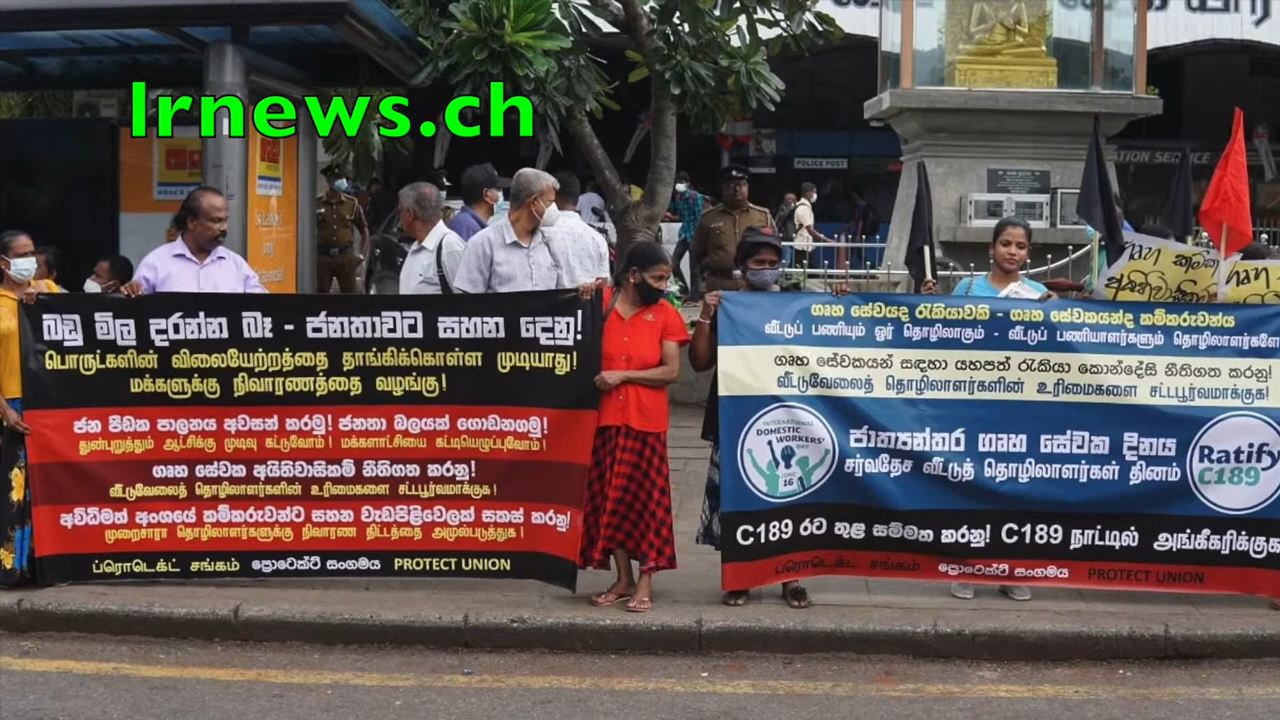 lrnews.ch
POLICE POST
ATION SERVICE
බඩු මිල දරන්න බෑ - ජනතාවට සහන දෙනු!
பொருட்களின் விலையேற்றத்தை தாங்கிக்கொள்ள முடியாது!
மக்களுக்கு நிவாரணத்தை வழங்கு!
ජන පීඩක පාලනය අවසන් කරමු! ජනතා බලයක් ගොඩනගමු!
துன்புறுத்தும் ஆட்சிக்கு முடிவு கட்டுவோம்! மக்களாட்சியை கட்டியெழுப்புவோம்!
ගෘහ සේවක අයිතිවාසිකම් නීතිගත කරනු!
வீட்டுவேலைத் தொழிலாளர்களின் உரிமைகளை சட்டபூர்வமாக்குக!
අවිධිමත් අංශයේ කම්කරුවන්ට සහන වැඩපිළිවෙලක් සකස් කරනු!
முறைசாரா தொழிலாளர்களுக்கு நிவாரண திட்டத்தை அமுல்படுத்துக!
ப்ரொடெக்ட் சங்கம் ප්‍රොටෙක්ට් සංගමය PROTECT UNION
ගෘහ සේවයද රැකියාවකි - ගෘහ සේවකයන්ද කම්කරුවන්ය
வீட்டுப் பணியும் ஓர் தொழிலாகும் - வீட்டுப் பணியாளர்களும் தொழிலாளர்களே
ගෘහ සේවකයන් සඳහා යහපත් රැකියා කොන්දේසි නීතිගත කරනු!
வீட்டுவேலைத் தொழிலாளர்களின் உரிமைகளை சட்டபூர்வமாக்குக!
INTERNATIONAL
DOMESTIC
WORKERS'
DAY
JUNE
16
ජාත්‍යන්තර ගෘහ සේවක දිනය
சர்வதேச வீட்டுத் தொழிலாளர்கள் தினம்
Ratify
C189
C189 රට තුළ සම්මත කරනු! C189 நாட்டில் அங்கீகரிக்குக
ப்ரொடெக்ட் சங்கம் ප්‍රොටෙක්ට් සංගමය PROTECT UNION